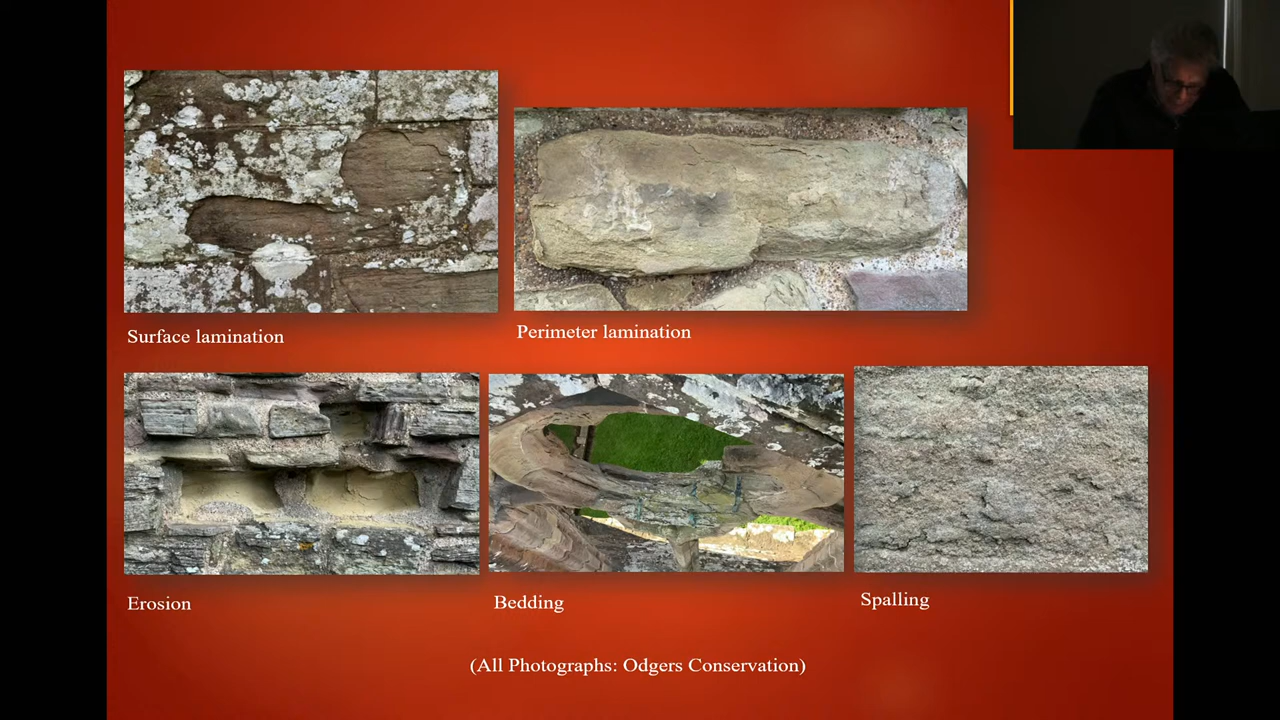 Surface lamination
Perimeter lamination
Erosion
Bedding
Spalling
(All Photographs: Odgers Conservation)